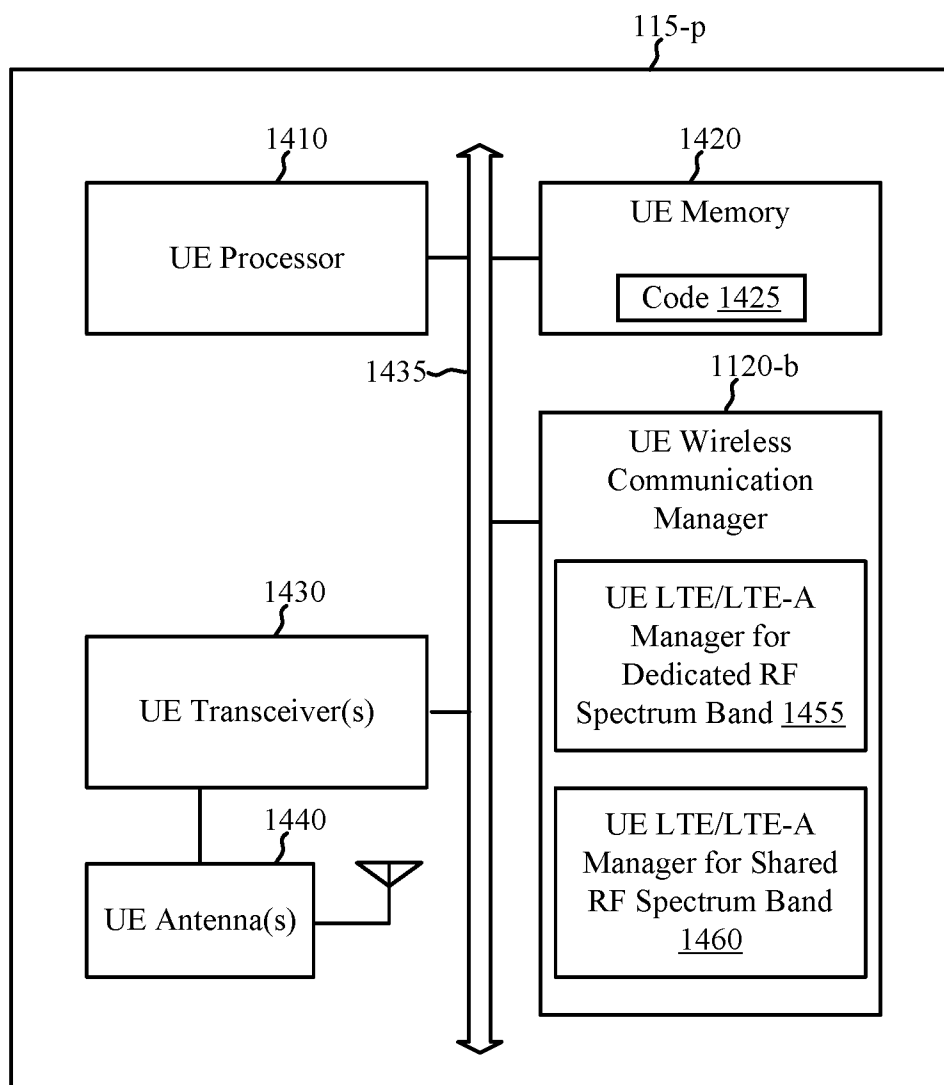 115-p
1410
UE Processor
1420
UE Memory
Code 1425
1435
1120-b
UE Wireless
Communication
Manager
UE LTE/LTE-A
Manager for
Dedicated RF
Spectrum Band 1455
1430
UE Transceiver(s)
1440
UE Antenna(s)
UE LTE/LTE-A
Manager for Shared
RF Spectrum Band
1460